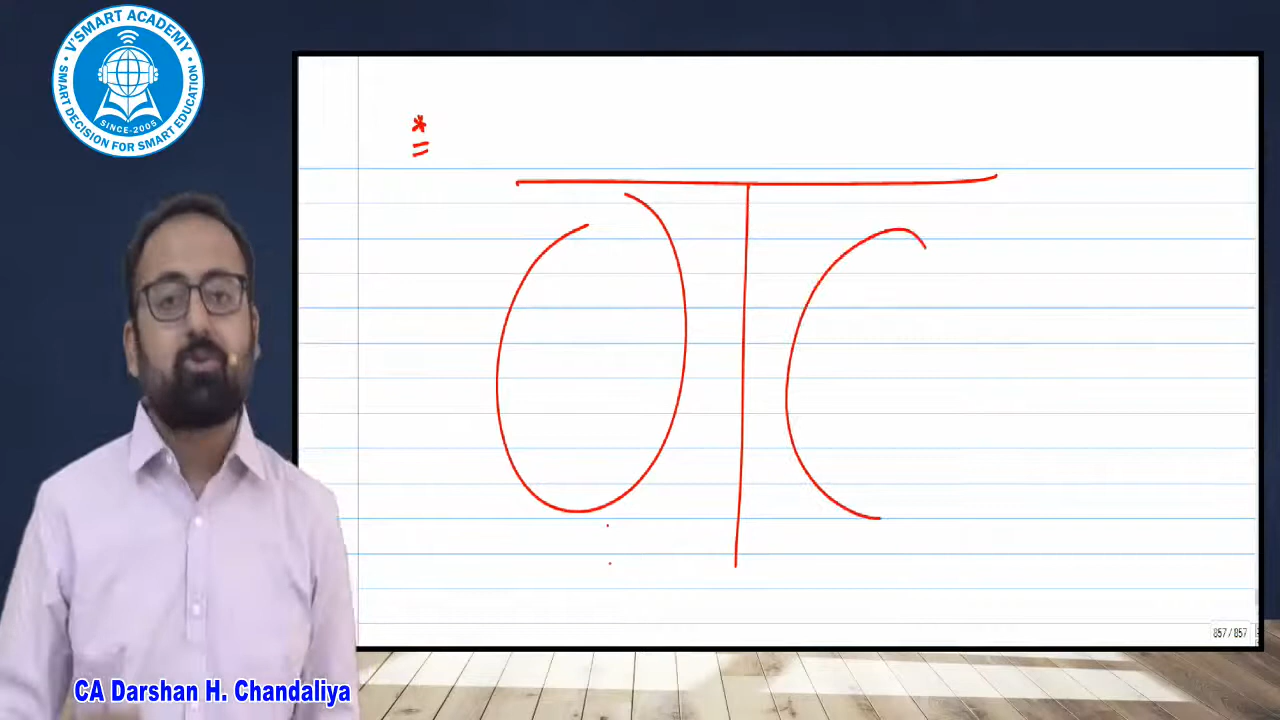 V'SMART ACADEMY
SINCE-2005
SMART DECISION FOR SMART EDUCATION
*
=
857 / 857
CA Darshan H. Chandaliya